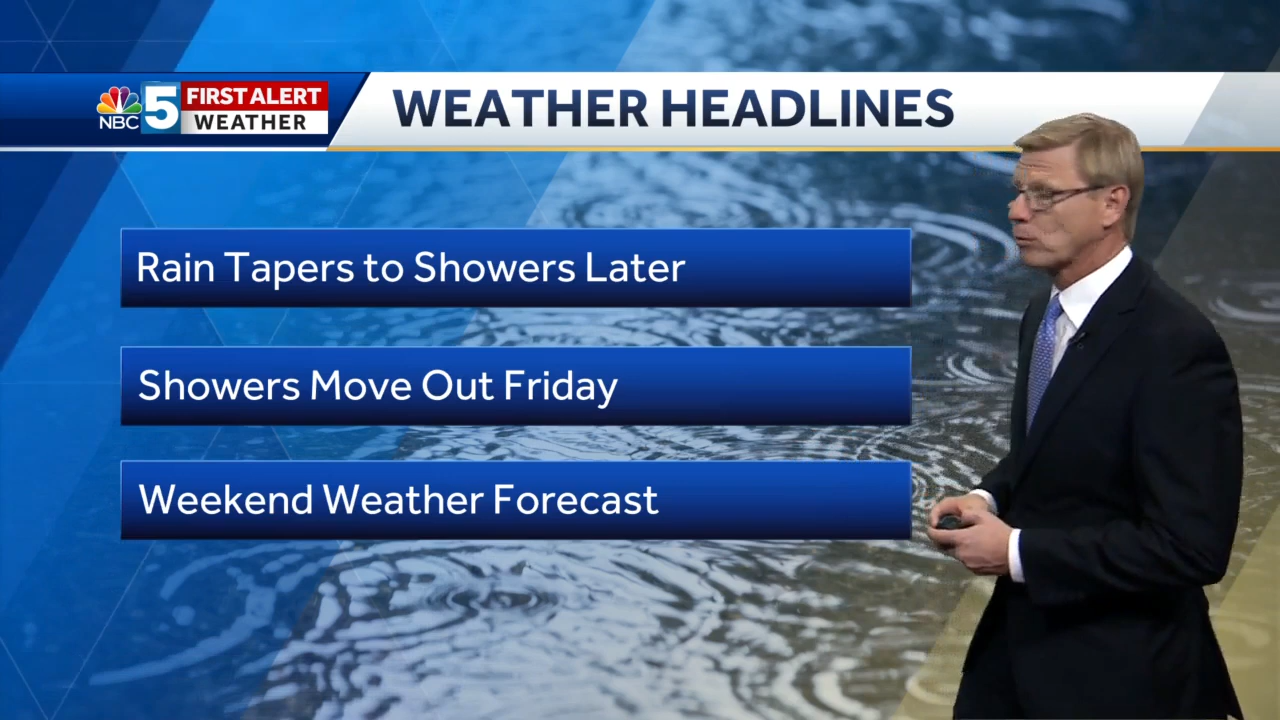 NBC 5 FIRST ALERT WEATHER
WEATHER HEADLINES
Rain Tapers to Showers Later
Showers Move Out Friday
Weekend Weather Forecast